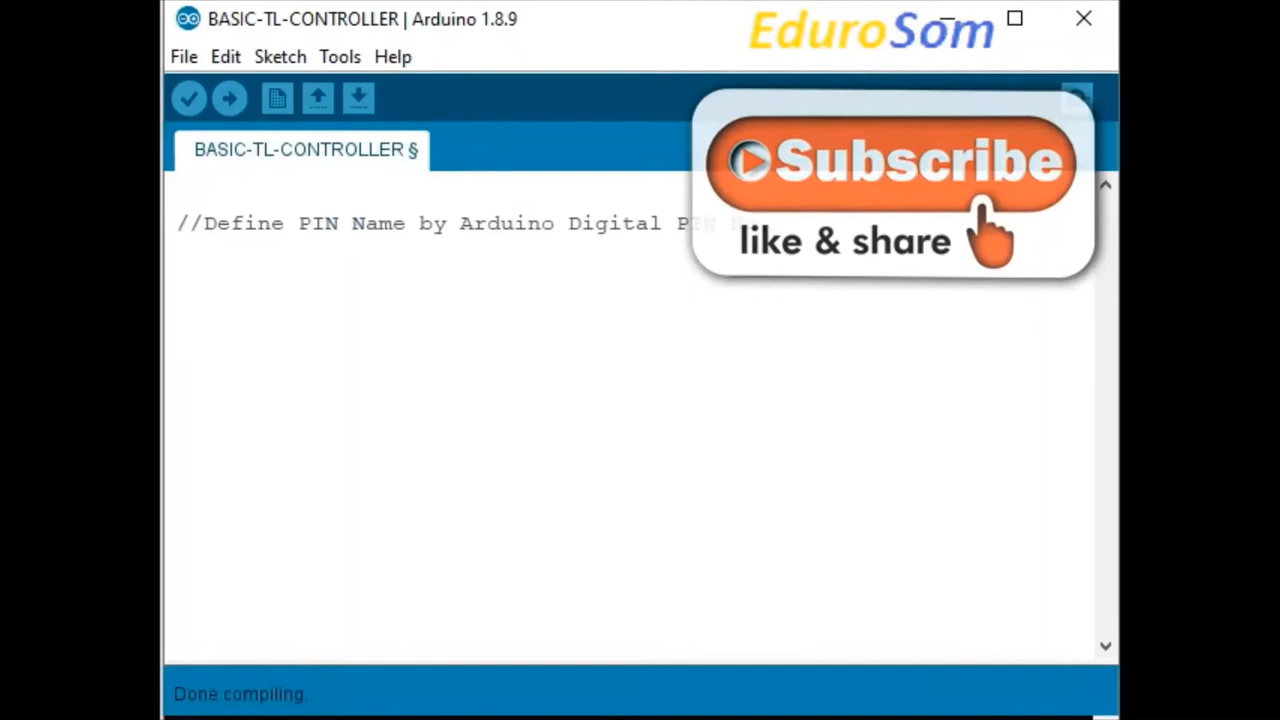 BASIC-TL-CONTROLLER | Arduino 1.8.9
EduroSom
File Edit Sketch Tools Help
BASIC-TL-CONTROLLER §
Subscribe
like & share
//Define PIN Name by Arduino Digital PIN
Done compiling.